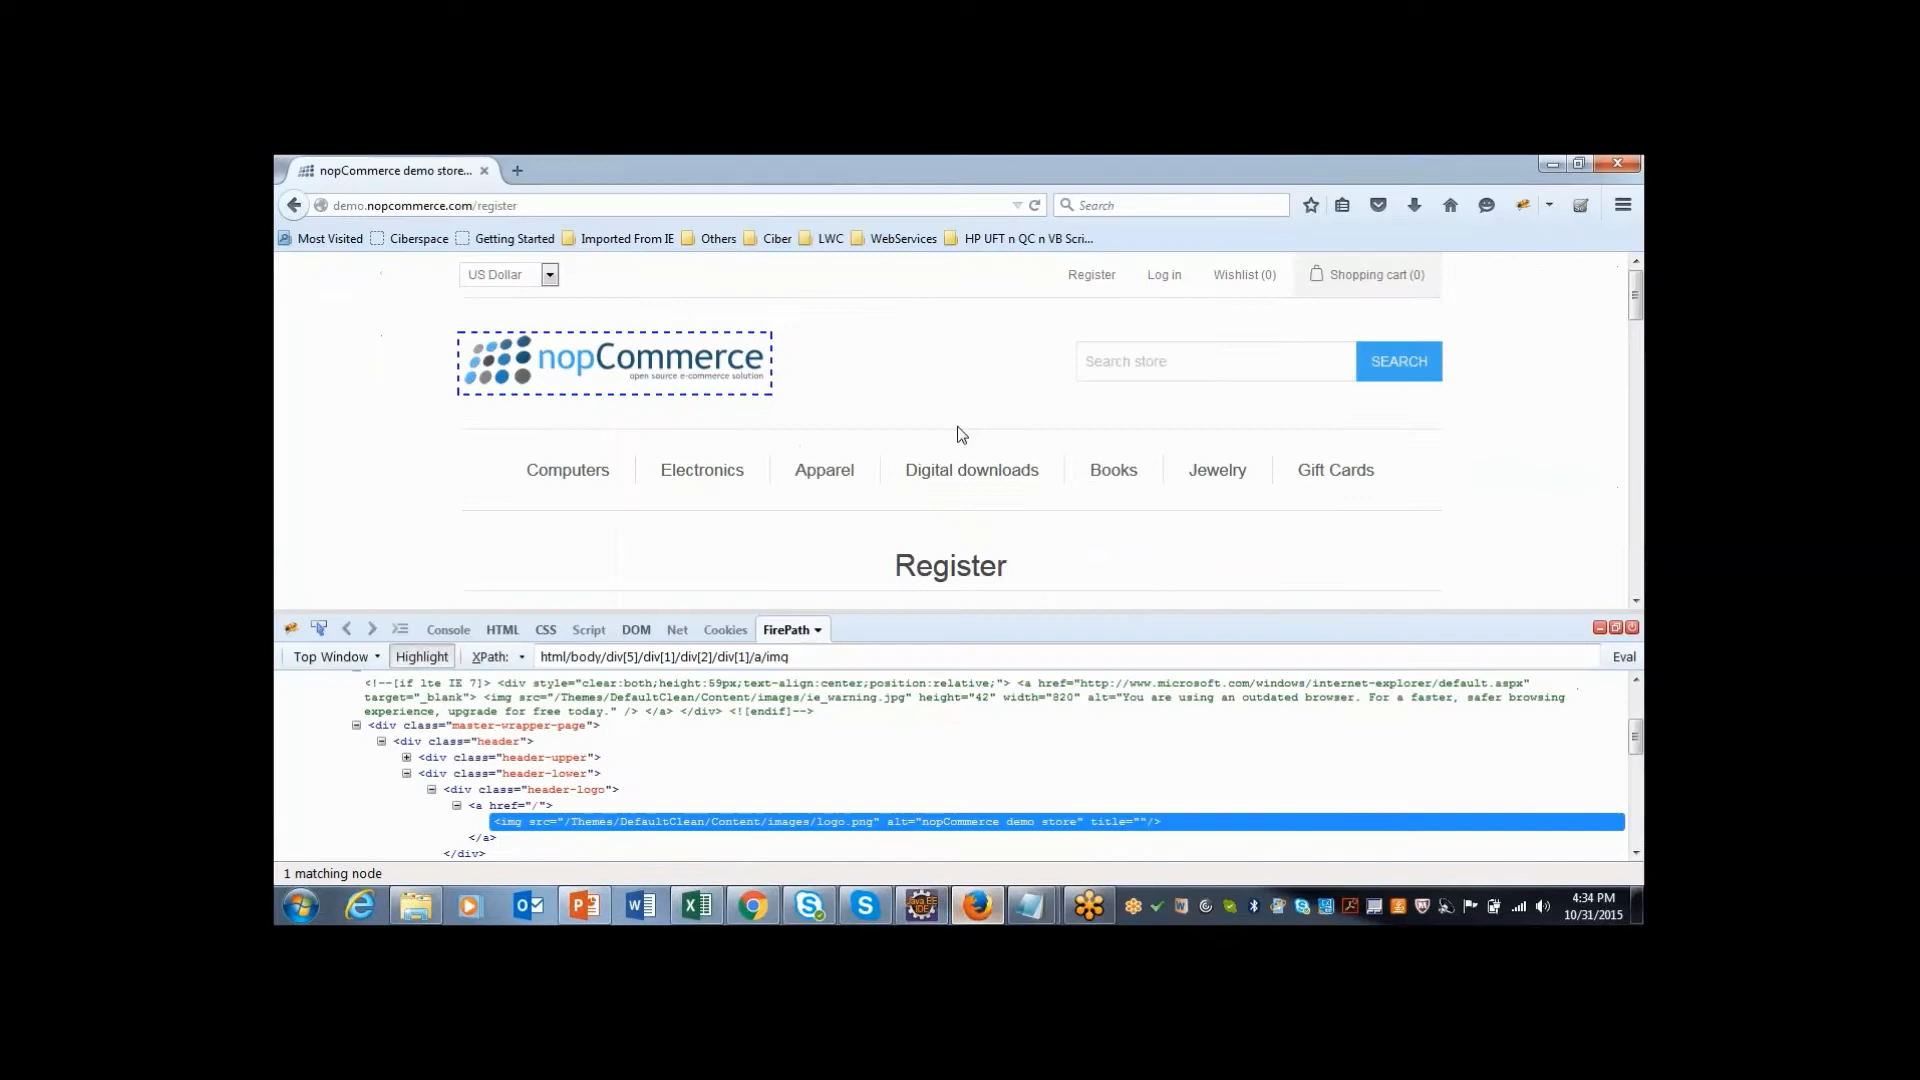 nopCommerce demo store...
demo.nopcommerce.com/register
Search
Most Visited Ciberspace Getting Started Imported From IE Others Ciber LWC WebServices HP UFT n QC n VB Scri...
US Dollar Register Log in Wishlist (0) Shopping cart (0)
nopCommerce
open source e-commerce solution
Search store SEARCH
Computers Electronics Apparel Digital downloads Books Jewelry Gift Cards
Register
Console HTML CSS Script DOM Net Cookies FirePath
Top Window Highlight XPath: html/body/div[5]/div[1]/div[2]/div[1]/a/img Eval
<!--[if lte IE 7]> <div style="clear:both;height:59px;text-align:center;position:relative;"> <a href="http://www.microsoft.com/windows/internet-explorer/default.aspx"
target="_blank"> <img src="/Themes/DefaultClean/Content/images/ie_warning.jpg" height="42" width="820" alt="You are using an outdated browser. For a faster, safer browsing
experience, upgrade for free today." /> </a> </div> <![endif]-->
<div class="master-wrapper-page">
<div class="header">
<div class="header-upper">
<div class="header-lower">
<div class="header-logo">
<a href="/">
<img src="/Themes/DefaultClean/Content/images/logo.png" alt="nopCommerce demo store" title=""/>
</a>
</div>
1 matching node
4:34 PM
10/31/2015